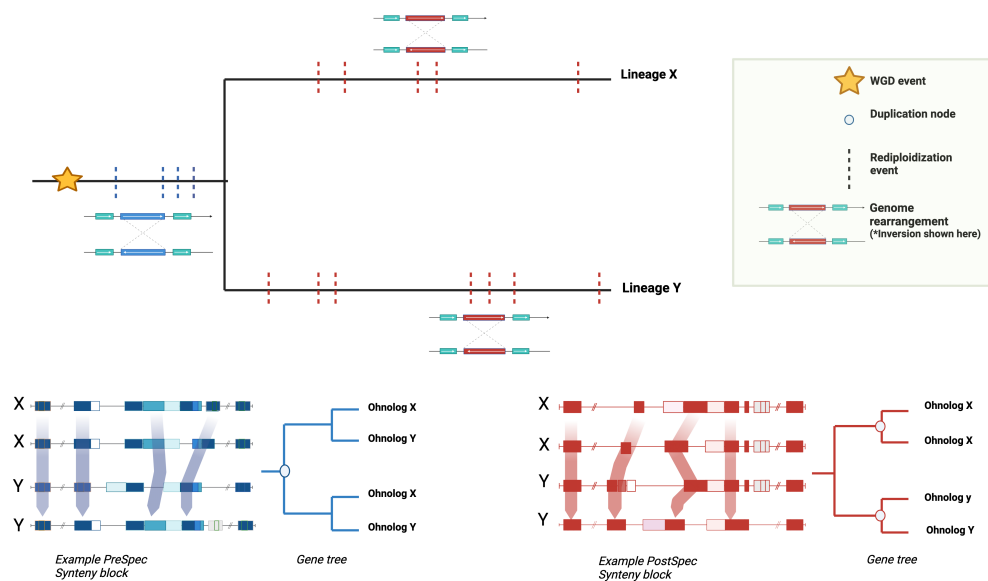 Lineage X
WGD event
Duplication node
Rediploidization
event
Genome
rearrangement
(*Inversion shown here)
Lineage Y
X
X
Y
Y
Ohnolog X
Ohnolog Y
Ohnolog X
Ohnolog Y
Example PreSpec
Synteny block
Gene tree
X
X
Y
Y
Ohnolog X
Ohnolog X
Ohnolog y
Ohnolog Y
Example PostSpec
Synteny block
Gene tree